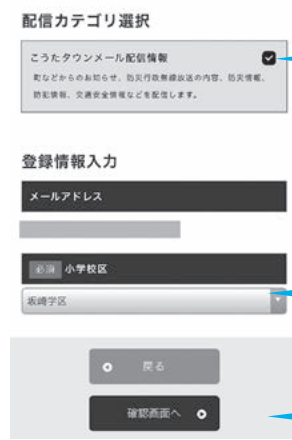 配信カテゴリ選択
こうたタウンメール配信情報
町などからのお知らせ、防災行政無線放送の内容、防災情報、
防犯情報、交通安全情報などを配信します。
登録情報入力
メールアドレス
必須 小学校区
坂崎学区
戻る
確認画面へ